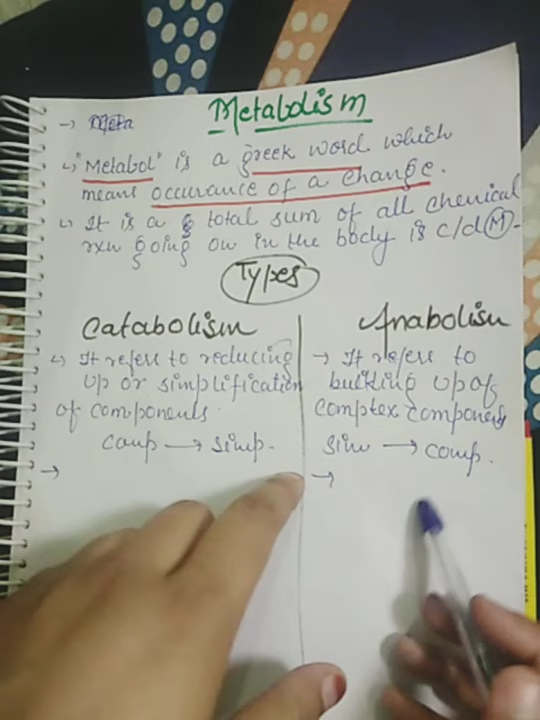 Metabolism
→ Meta
↳ "Metabol" is a greek word which
means occurance of a change.
↳ It is a total sum of all chemical
rxn going on in the body is c/d (M).
Types
Catabolism
↳ It refers to reducing
up or simplification
of components.
comp → simp.
→
Anabolism
→ It refers to
building up of
complex components
sim → comp.
→